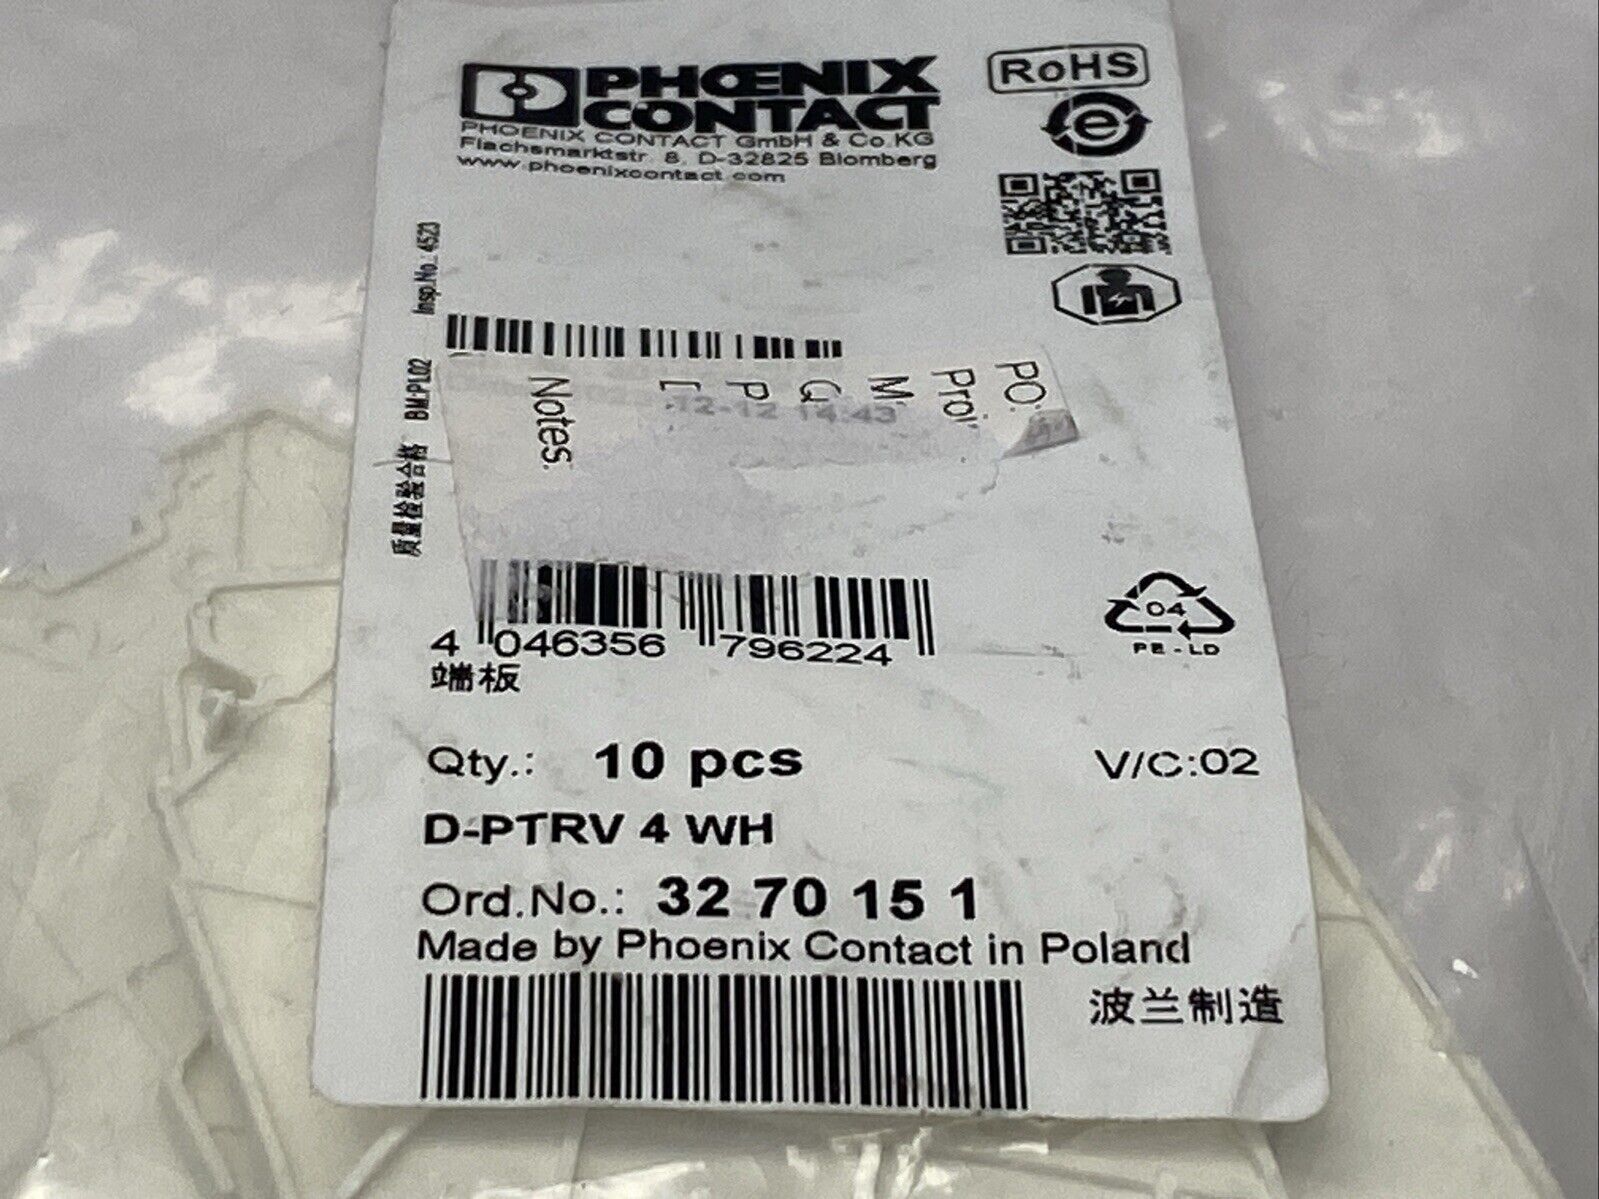 PHOENIX
CONTACT
PHOENIX CONTACT GmbH & Co.KG
Flachsmarktstr. 8, D-32825 Blomberg
www.phoenixcontact.com
RoHS
e
质量检验合格 BM:PL02 Insp.No.: 4523
PO:
Proj
M
Q
P
Notes:
12-12 14:43
4 046356 796224
端板
04
PE-LD
Qty.: 10 pcs
V/C:02
D-PTRV 4 WH
Ord.No.: 32 70 15 1
Made by Phoenix Contact in Poland
波兰制造